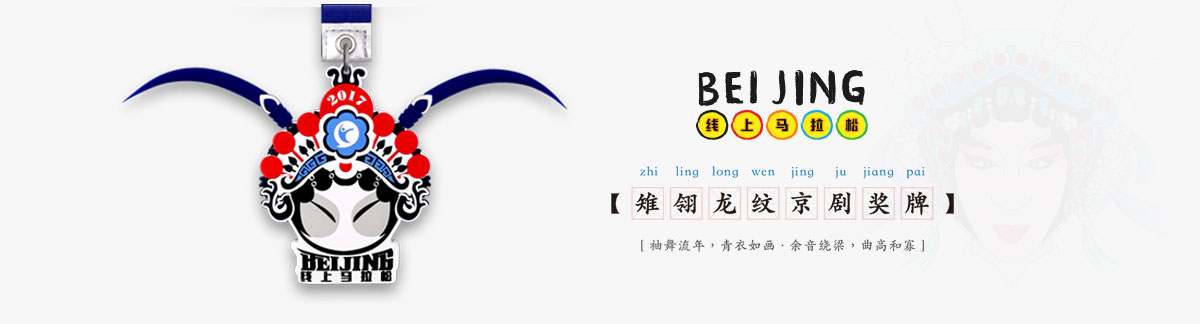 2017
BEIJING
线上马拉松
BEIJING
线上马拉松
zhi ling long wen jing ju jiang pai
【雉翎龙纹京剧奖牌】
[ 袖舞流年，青衣如画 · 余音绕梁，曲高和寡 ]